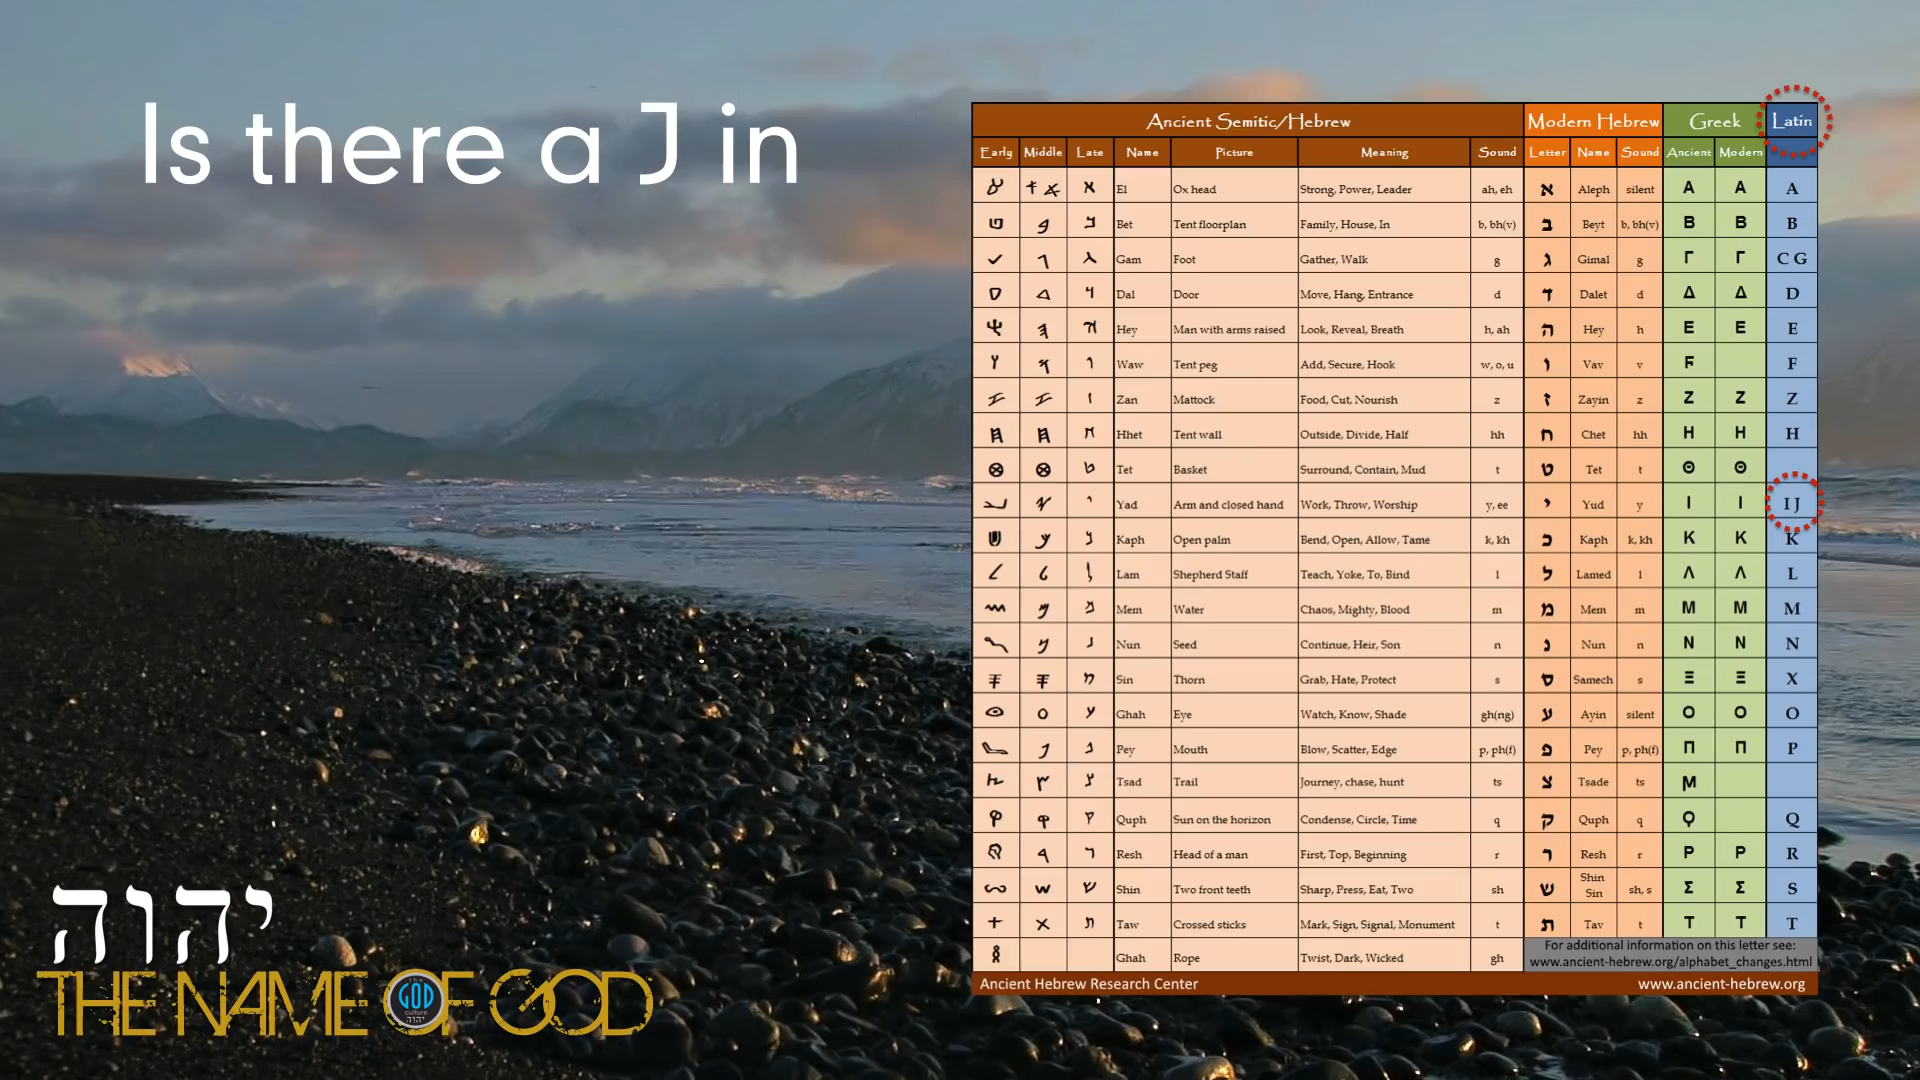 Is there a J in
Ancient Semitic/Hebrew Modern Hebrew Greek Latin
Early Middle Late Name Picture Meaning Sound Letter Name Sound Ancient Modern
א El Ox head Strong, Power, Leader ah, eh א Aleph silent Α Α A
Bet Tent floorplan Family, House, In b, bh(v) ב Beyt b, bh(v) Β Β B
Gam Foot Gather, Walk g ג Gimal g Γ Γ C G
Dal Door Move, Hang, Entrance d ד Dalet d Δ Δ D
Hey Man with arms raised Look, Reveal, Breath h, ah ה Hey h Ε Ε E
Waw Tent peg Add, Secure, Hook w, o, u ו Vav v F F
Zan Mattock Food, Cut, Nourish z ז Zayin z Ζ Ζ Z
Hhet Tent wall Outside, Divide, Half hh ח Chet hh Η Η H
Tet Basket Surround, Contain, Mud t ט Tet t Θ Θ
Yad Arm and closed hand Work, Throw, Worship y, ee י Yud y Ι Ι I J
Kaph Open palm Bend, Open, Allow, Tame k, kh כ Kaph k, kh Κ Κ K
Lam Shepherd Staff Teach, Yoke, To, Bind l ל Lamed l Λ Λ L
Mem Water Chaos, Mighty, Blood m מ Mem m Μ Μ M
Nun Seed Continue, Heir, Son n נ Nun n Ν Ν N
Sin Thorn Grab, Hate, Protect s ס Samech s Ξ Ξ X
Ghah Eye Watch, Know, Shade gh(ng) ע Ayin silent Ο Ο O
Pey Mouth Blow, Scatter, Edge p, ph(f) פ Pey p, ph(f) Π Π P
Tsad Trail Journey, chase, hunt ts צ Tsade ts Μ
Quph Sun on the horizon Condense, Circle, Time q ק Quph q Ϙ Q
Resh Head of a man First, Top, Beginning r ר Resh r Ρ Ρ R
Shin Two front teeth Sharp, Press, Eat, Two sh ש Shin Sin sh, s Σ Σ S
Taw Crossed sticks Mark, Sign, Signal, Monument t ת Tav t Τ Τ T
Ghah Rope Twist, Dark, Wicked gh
For additional information on this letter see:
www.ancient-hebrew.org/alphabet_changes.html
Ancient Hebrew Research Center www.ancient-hebrew.org
יהוה
THE NAME OF GOD
THE
GOD
culture
יהוה